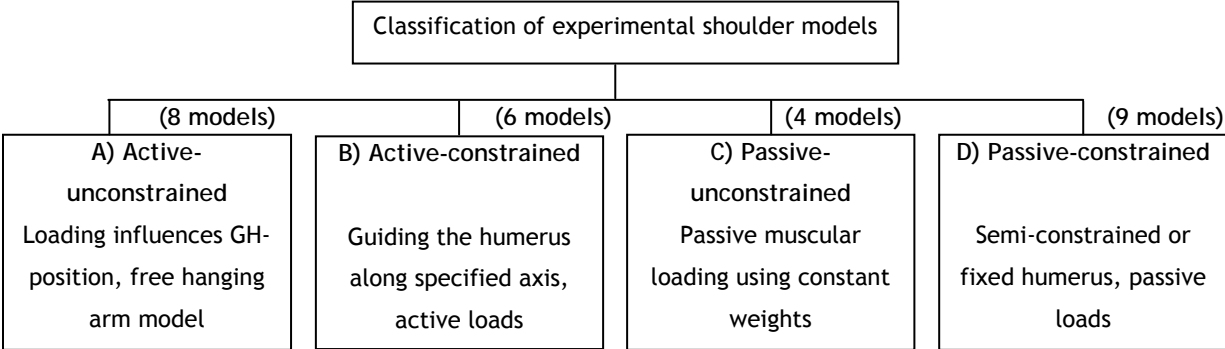 Classification of experimental shoulder models
(8 models)
(6 models)
(4 models)
(9 models)
A) Active-
unconstrained
Loading influences GH-
position, free hanging
arm model
B) Active-constrained
Guiding the humerus
along specified axis,
active loads
C) Passive-
unconstrained
Passive muscular
loading using constant
weights
D) Passive-constrained
Semi-constrained or
fixed humerus, passive
loads